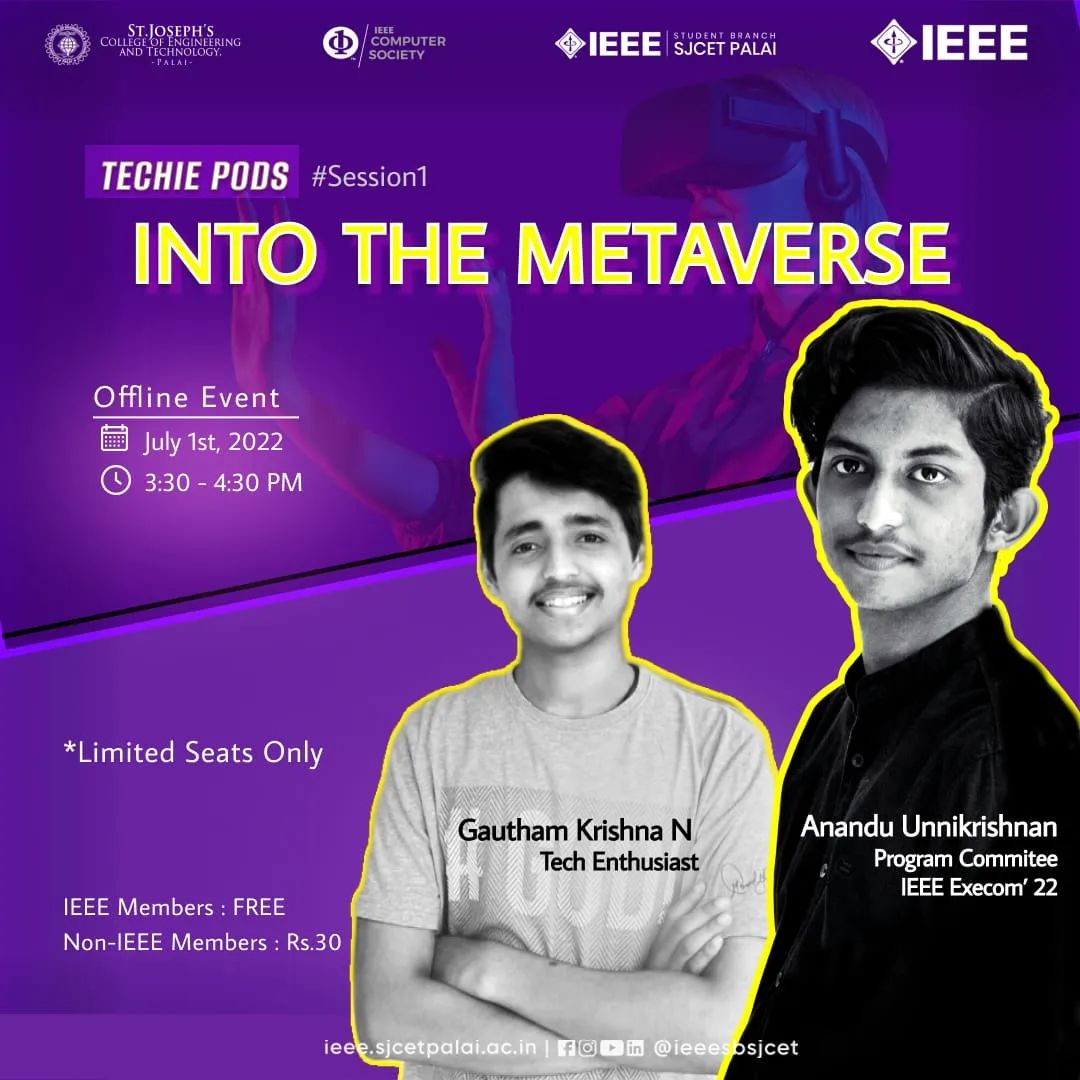 ST.JOSEPH'S
COLLEGE OF ENGINEERING
AND TECHNOLOGY,
- PALAI -
IEEE
COMPUTER
SOCIETY
IEEE
STUDENT BRANCH
SJCET PALAI
IEEE
TECHIE PODS #Session1
INTO THE METAVERSE
Offline Event
July 1st, 2022
3:30 - 4:30 PM
*Limited Seats Only
Gautham Krishna N
Tech Enthusiast
Anandu Unnikrishnan
Program Commitee
IEEE Execom' 22
IEEE Members : FREE
Non-IEEE Members : Rs.30
ieee.sjcetpalai.ac.in | @ieeesbsjcet